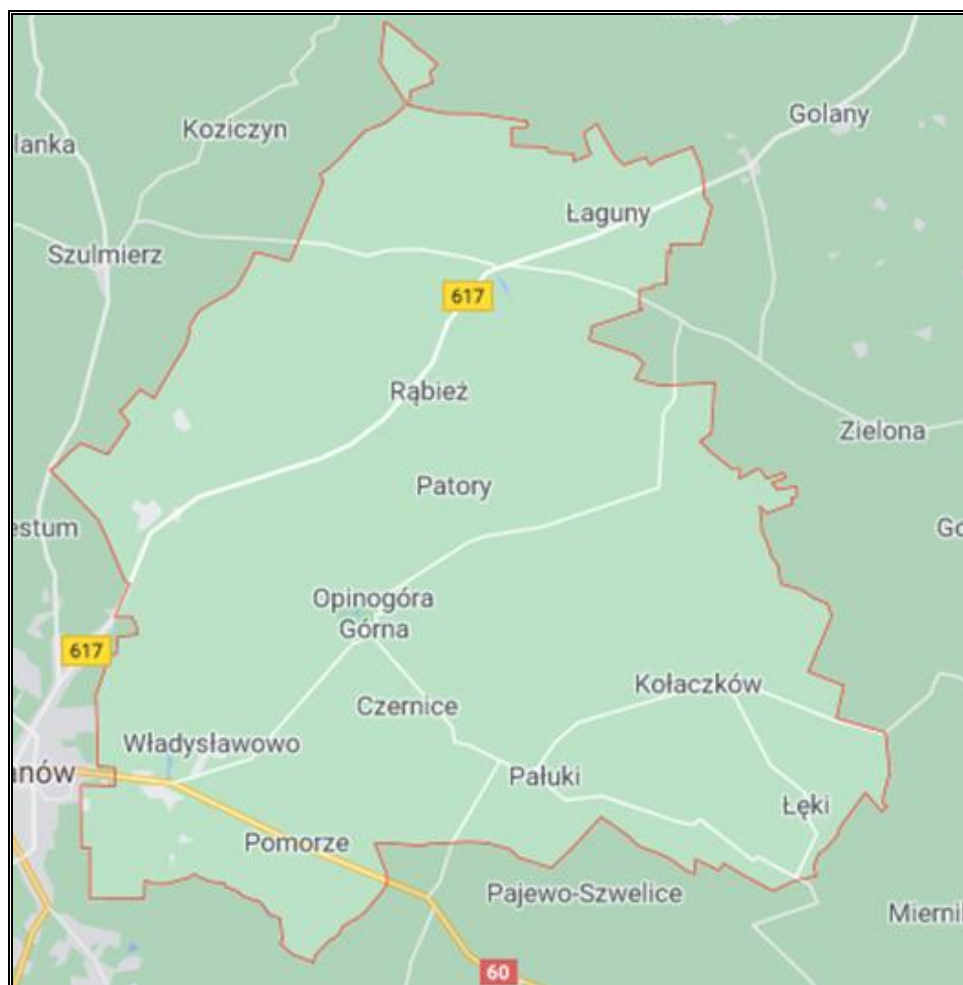 Golany
Koziczyn
lanka
Łaguny
Szulmierz
617
Rąbież
Zielona
Patory
estum
Go
Opinogóra
Górna
617
Kołaczków
Czernice
Władysławowo
anów
Pałuki
Łęki
Pomorze
Pajewo-Szwelice
Miernil
60